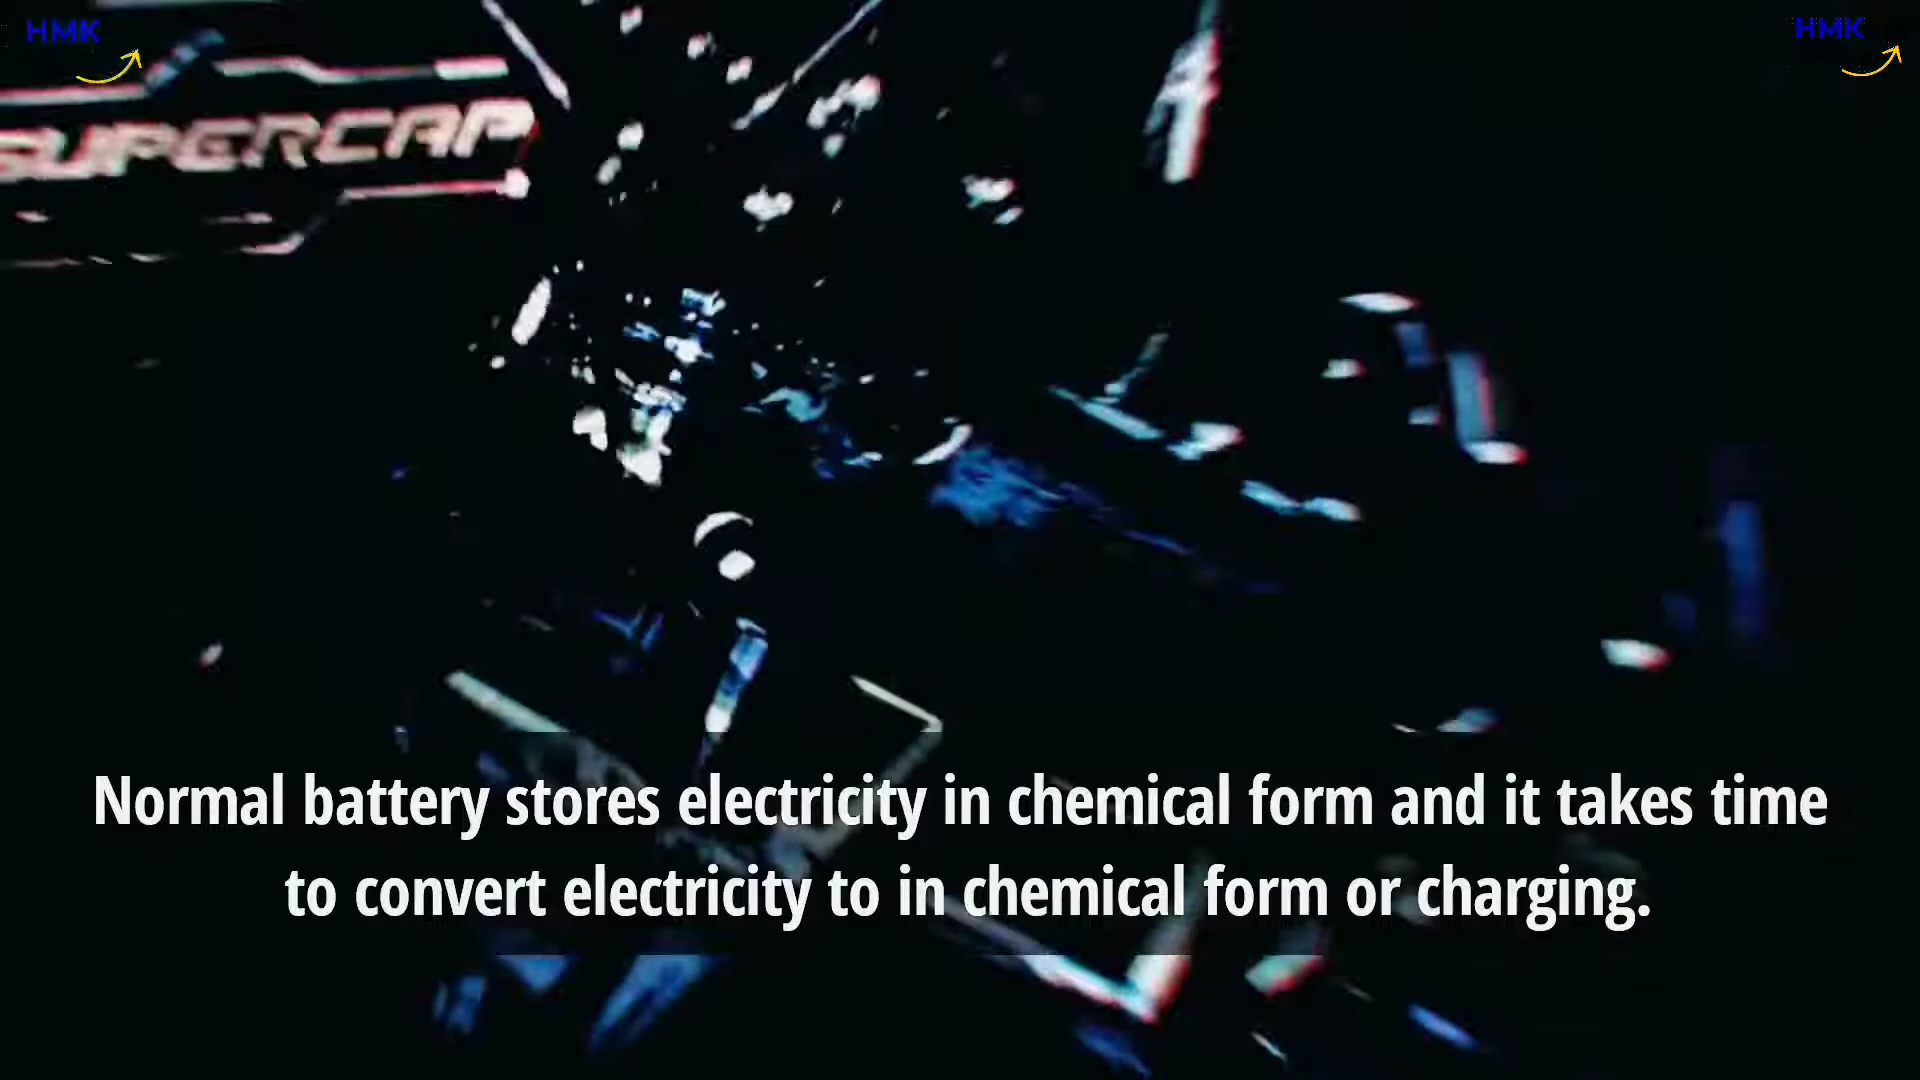 HMK
HMK
SUPERCAP
Normal battery stores electricity in chemical form and it takes time
to convert electricity to in chemical form or charging.